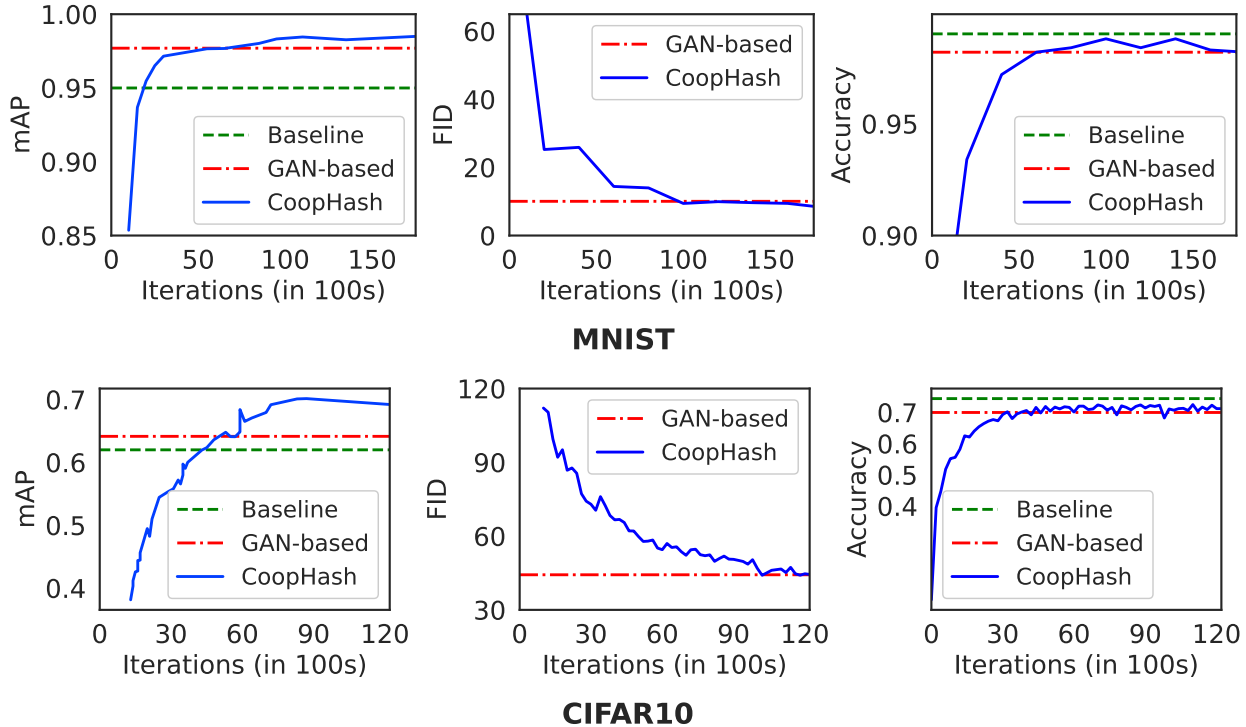 1.00
0.95
0.90
0.85
mAP
Baseline
GAN-based
CoopHash
0 50 100 150
Iterations (in 100s)
60
40
20
0
FID
GAN-based
CoopHash
0 50 100 150
Iterations (in 100s)
0.95
0.90
Accuracy
Baseline
GAN-based
CoopHash
0 50 100 150
Iterations (in 100s)
MNIST
0.7
0.6
0.5
0.4
mAP
Baseline
GAN-based
CoopHash
0 30 60 90 120
Iterations (in 100s)
120
90
60
30
FID
GAN-based
CoopHash
0 30 60 90 120
Iterations (in 100s)
0.7
0.6
0.5
0.4
Accuracy
Baseline
GAN-based
CoopHash
0 30 60 90 120
Iterations (in 100s)
CIFAR10